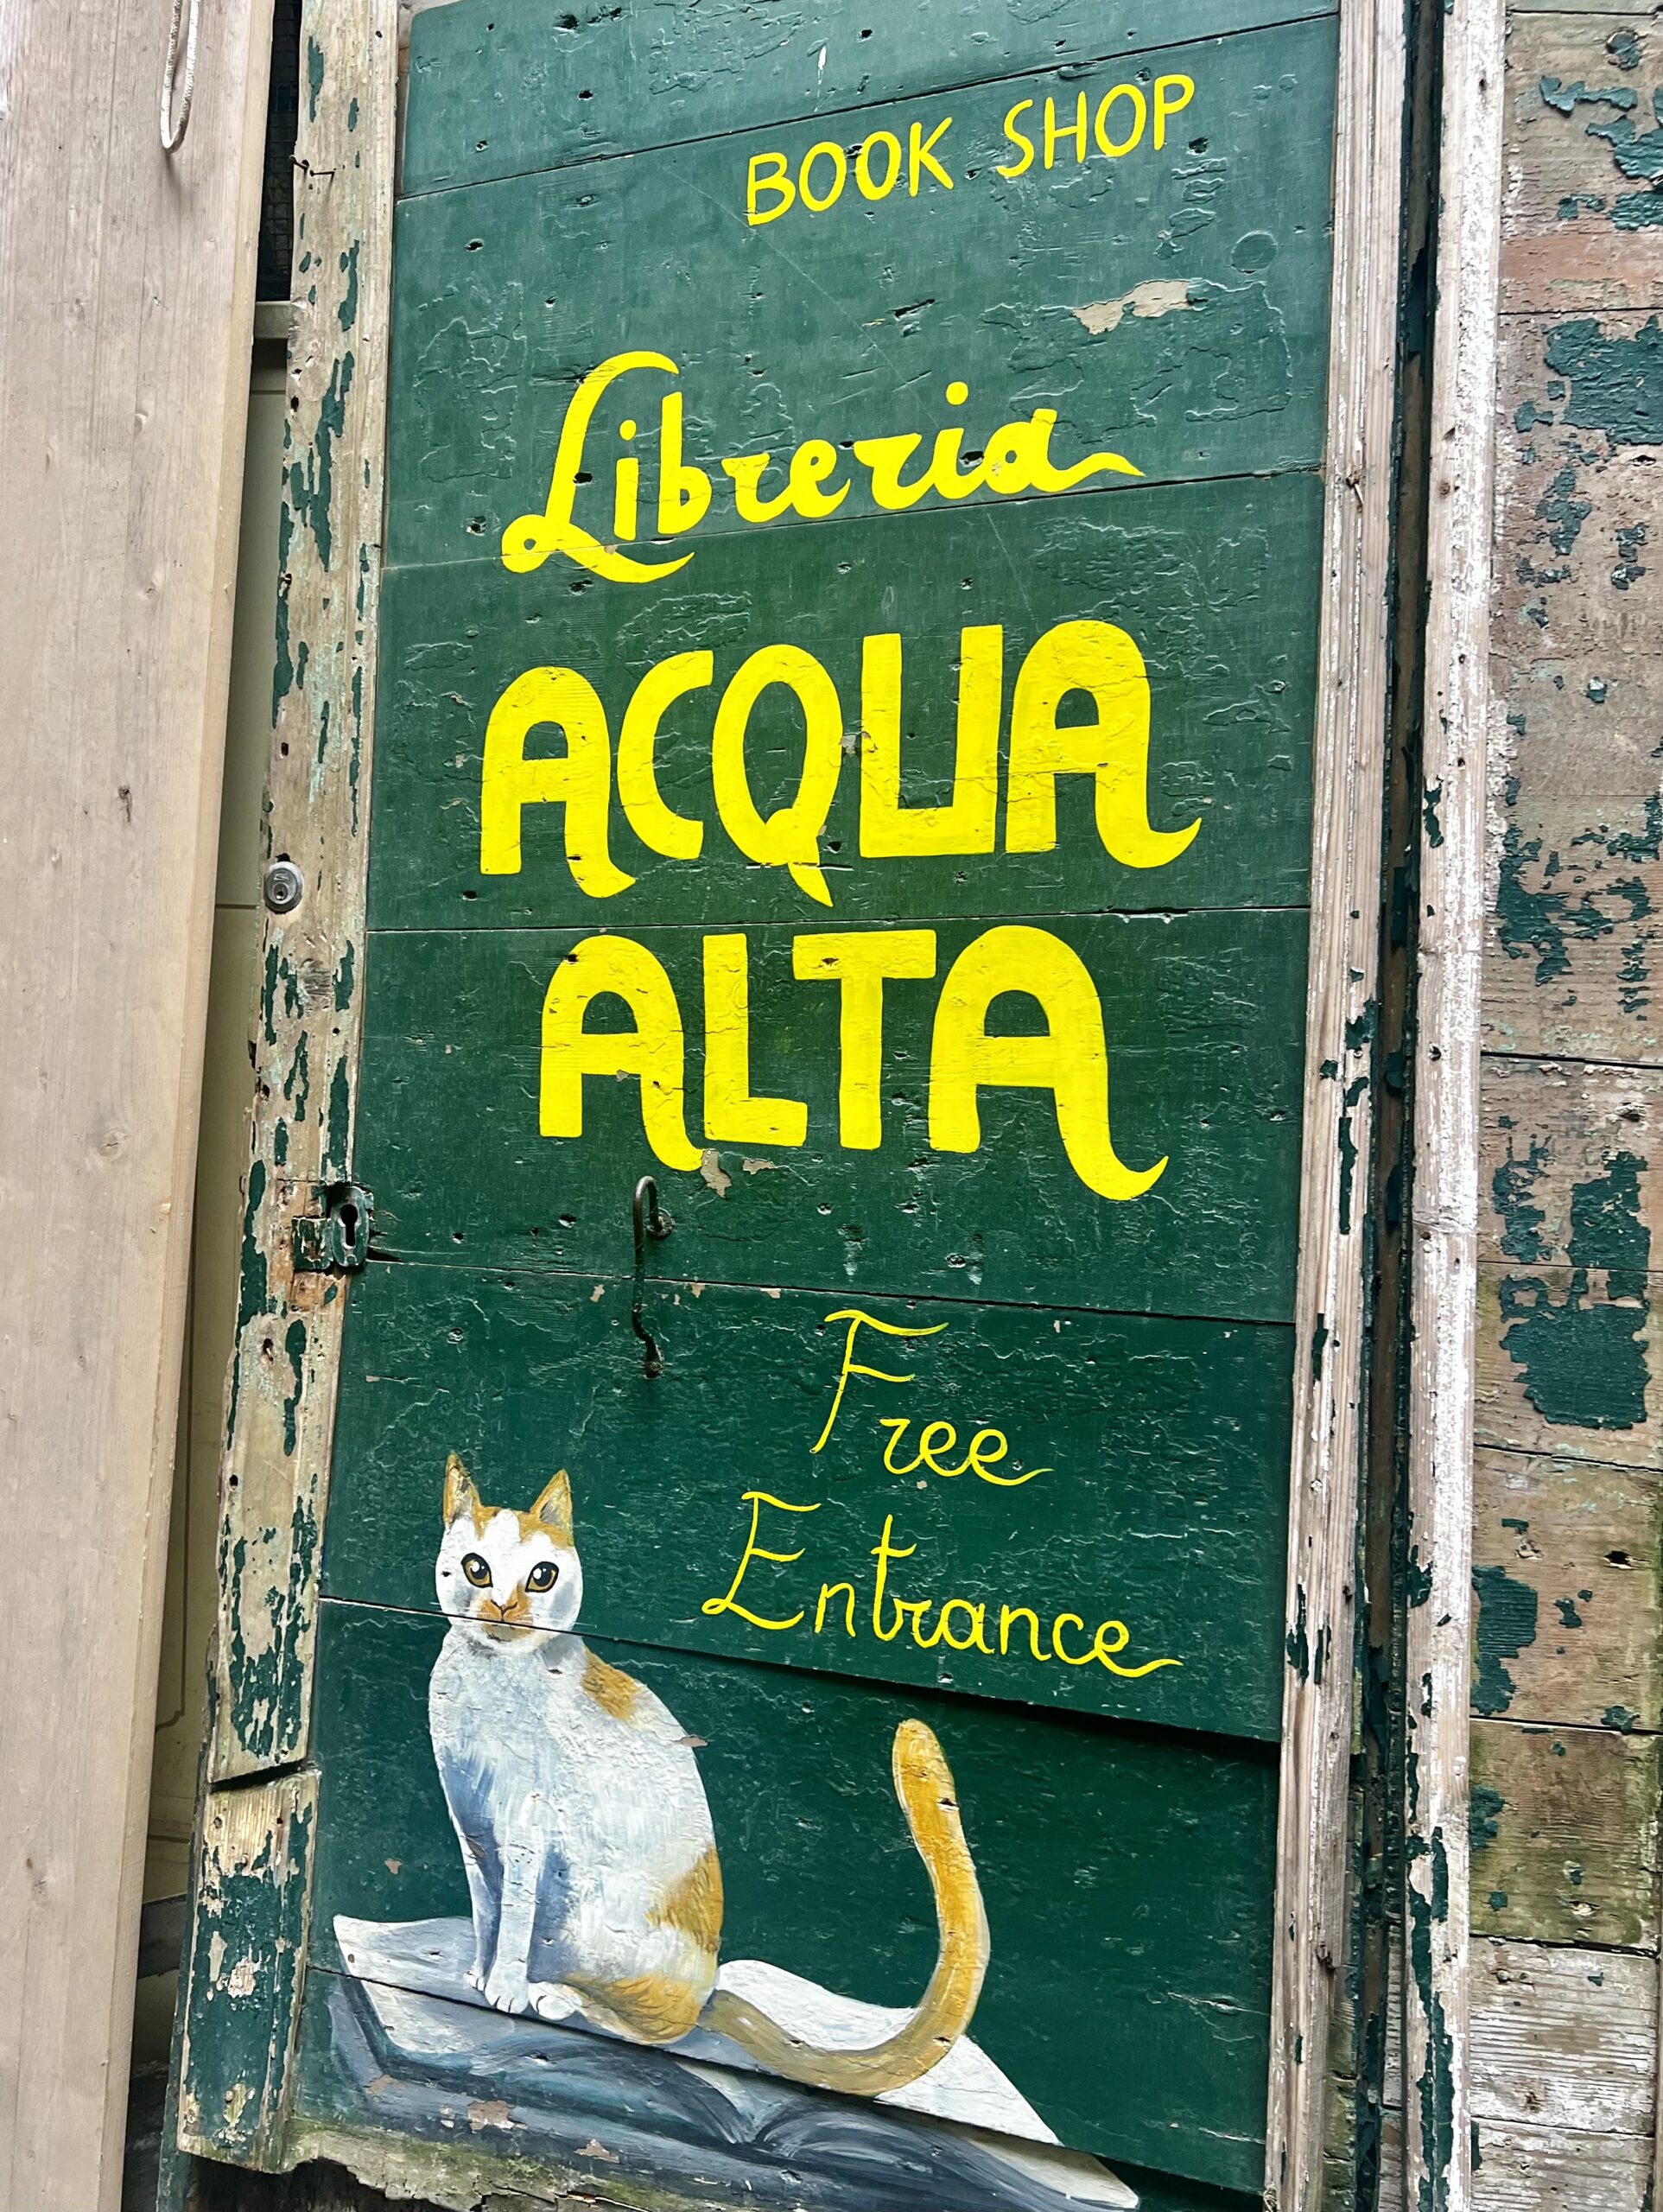 BOOK SHOP
Libreria
ACQUA
ALTA
Free
Entrance